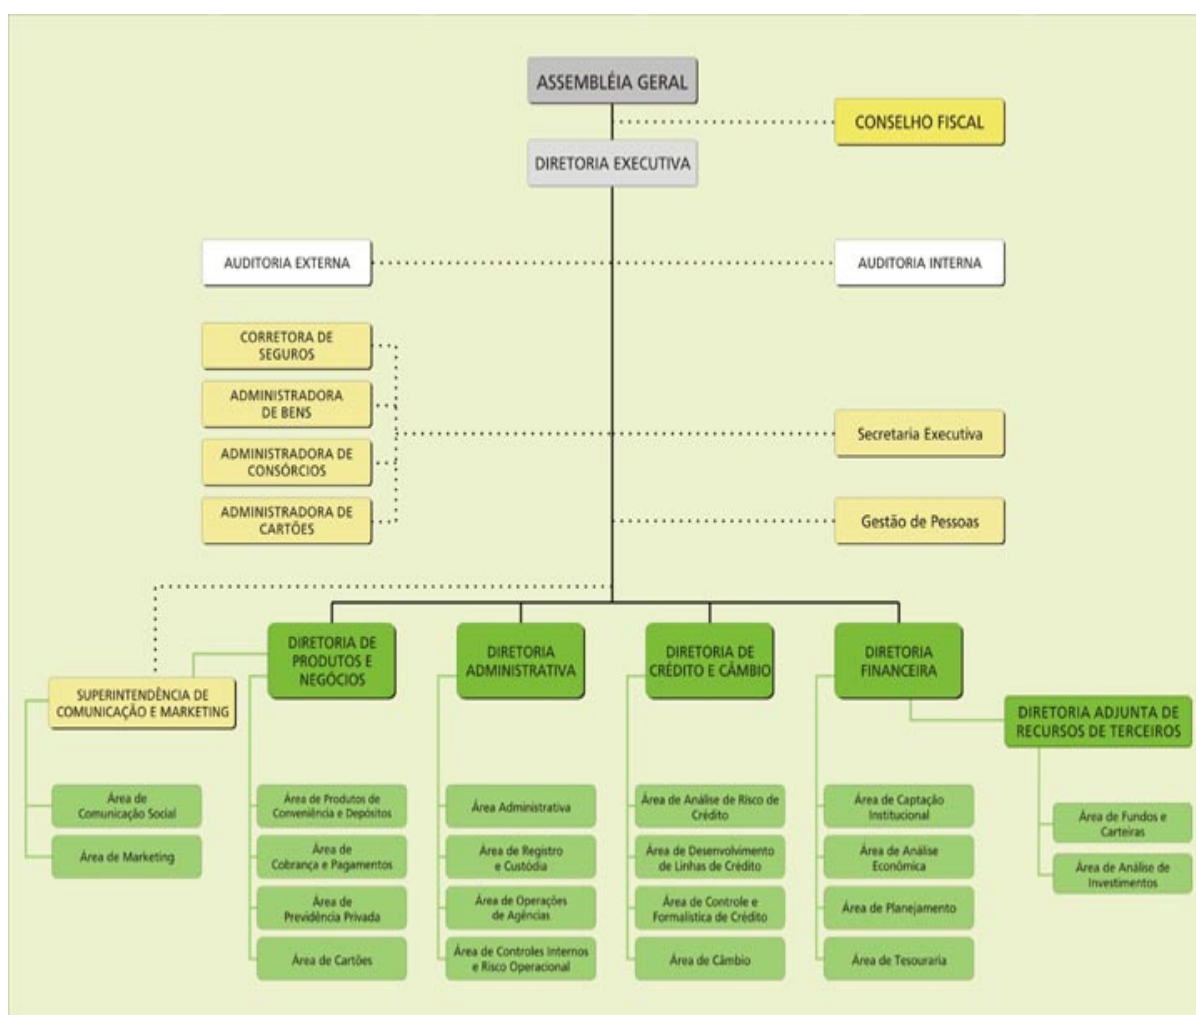 ASSEMBLÉIA GERAL
CONSELHO FISCAL
DIRETORIA EXECUTIVA
AUDITORIA EXTERNA
AUDITORIA INTERNA
CORRETORA DE
SEGUROS
ADMINISTRADORA
DE BENS
ADMINISTRADORA DE
CONSÓRCIOS
ADMINISTRADORA DE
CARTÕES
Secretaria Executiva
Gestão de Pessoas
SUPERINTENDÊNCIA DE
COMUNICAÇÃO E MARKETING
Área de
Comunicação Social
Área de Marketing
DIRETORIA DE
PRODUTOS E
NEGÓCIOS
Área de Produtos de
Conveniência e Depósitos
Área de
Cobrança e Pagamentos
Área de
Previdência Privada
Área de Cartões
DIRETORIA
ADMINISTRATIVA
Área Administrativa
Área de Registro
e Custódia
Área de Operações
de Agências
Área de Controles Internos
e Risco Operacional
DIRETORIA DE
CRÉDITO E CÂMBIO
Área de Análise de Risco de
Crédito
Área de Desenvolvimento
de Linhas de Crédito
Área de Controle e
Formalística de Crédito
Área de Câmbio
DIRETORIA
FINANCEIRA
Área de Captação
Institucional
Área de Análise
Econômica
Área de Planejamento
Área de Tesouraria
DIRETORIA ADJUNTA DE
RECURSOS DE TERCEIROS
Área de Fundos e
Carteiras
Área de Análise de
Investimentos